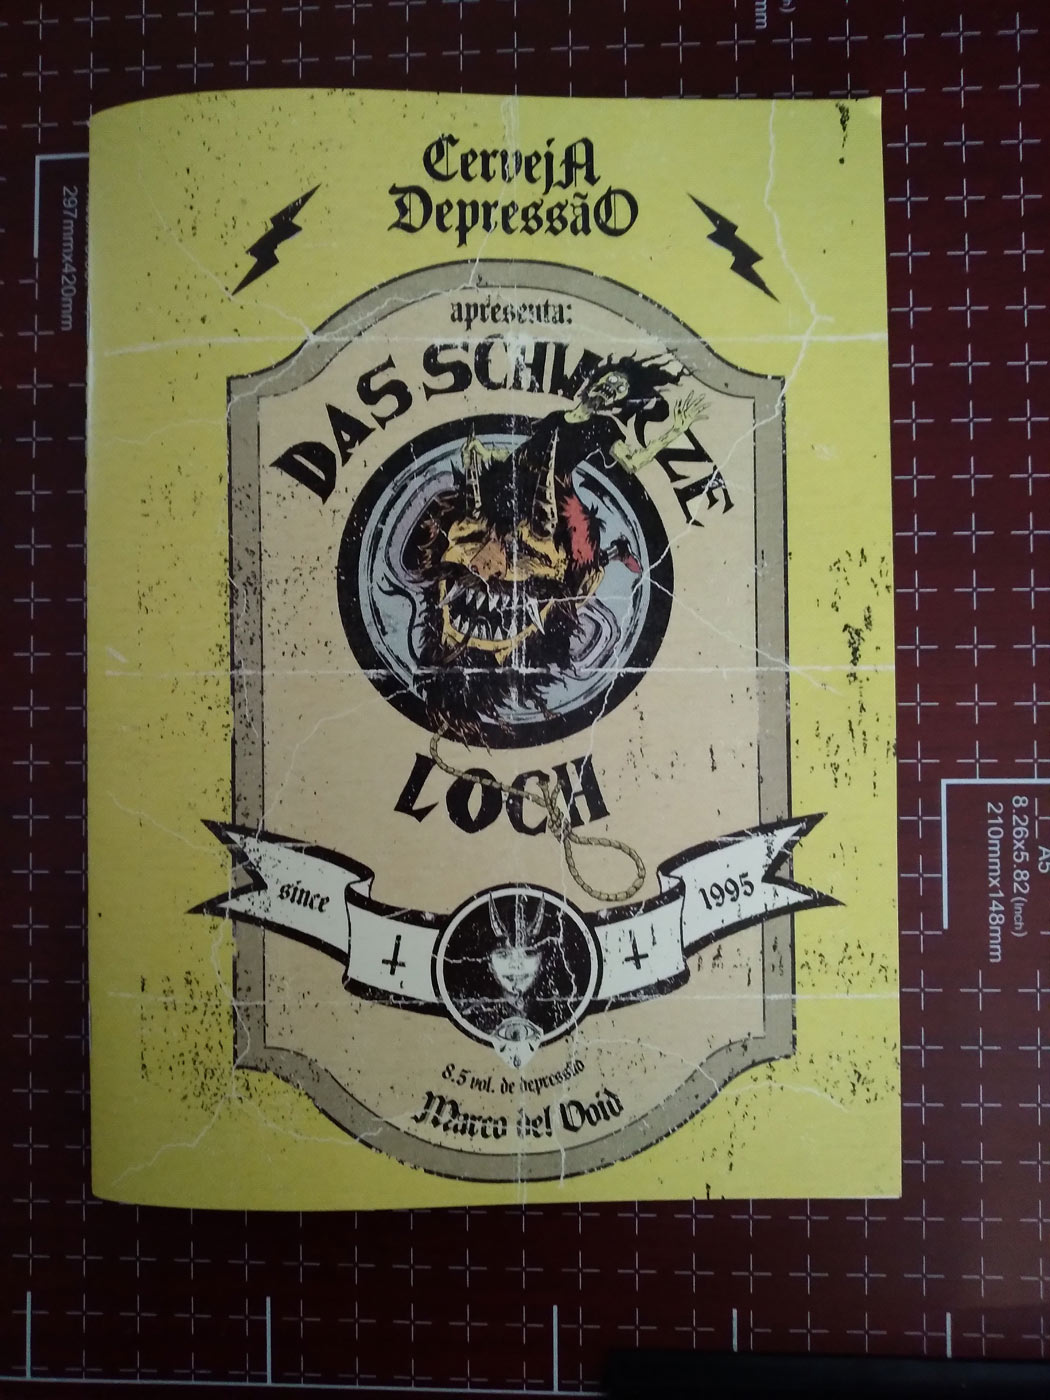 CervejA
DepressãO
apresenta:
DAS SCHWARZE
LOCH
since
1995
8.5 vol. de depressão
Marco del Void
297mmx420mm
A5
8.26x5.82(inch)
210mmx148mm